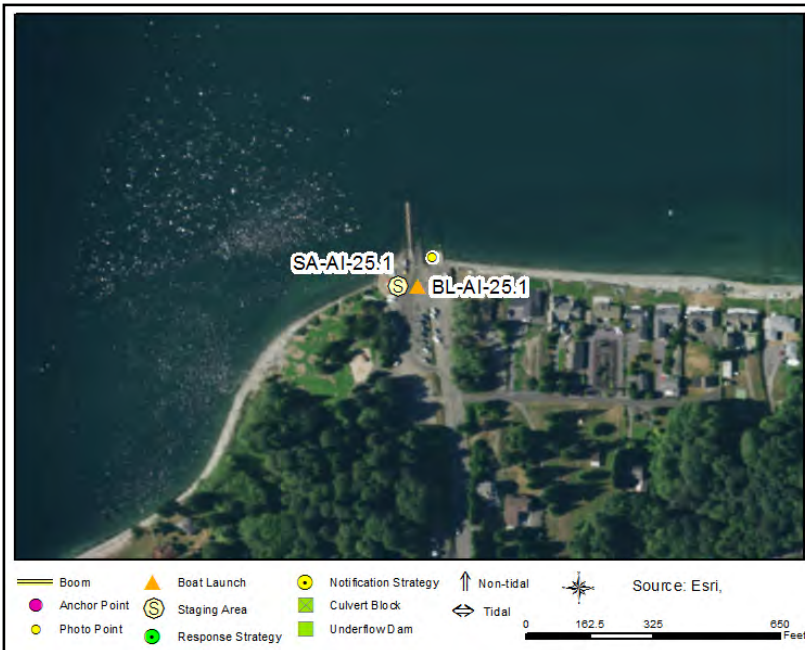 SA-AI-25.1
S BL-AI-25.1
Boom
Boat Launch
Notification Strategy
Non-tidal
Source: Esri,
Anchor Point
S Staging Area
Culvert Block
Tidal
Photo Point
Response Strategy
Underflow Dam
0 162.5 325 650
Feet